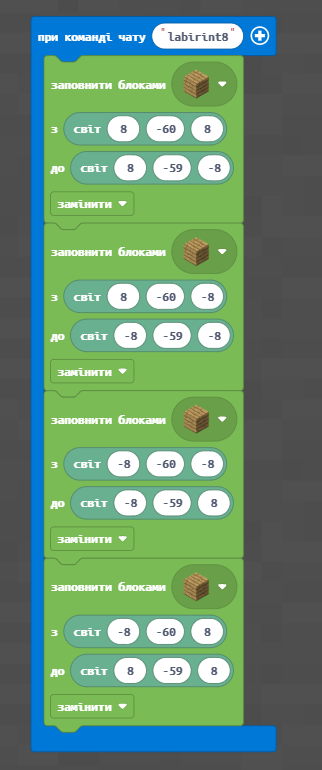 при команді чату "labirint8"
заповнити блоками
з світ 8 -60 8
до світ 8 -59 -8
замінити
заповнити блоками
з світ 8 -60 -8
до світ -8 -59 -8
замінити
заповнити блоками
з світ -8 -60 -8
до світ -8 -59 8
замінити
заповнити блоками
з світ -8 -60 8
до світ 8 -59 8
замінити